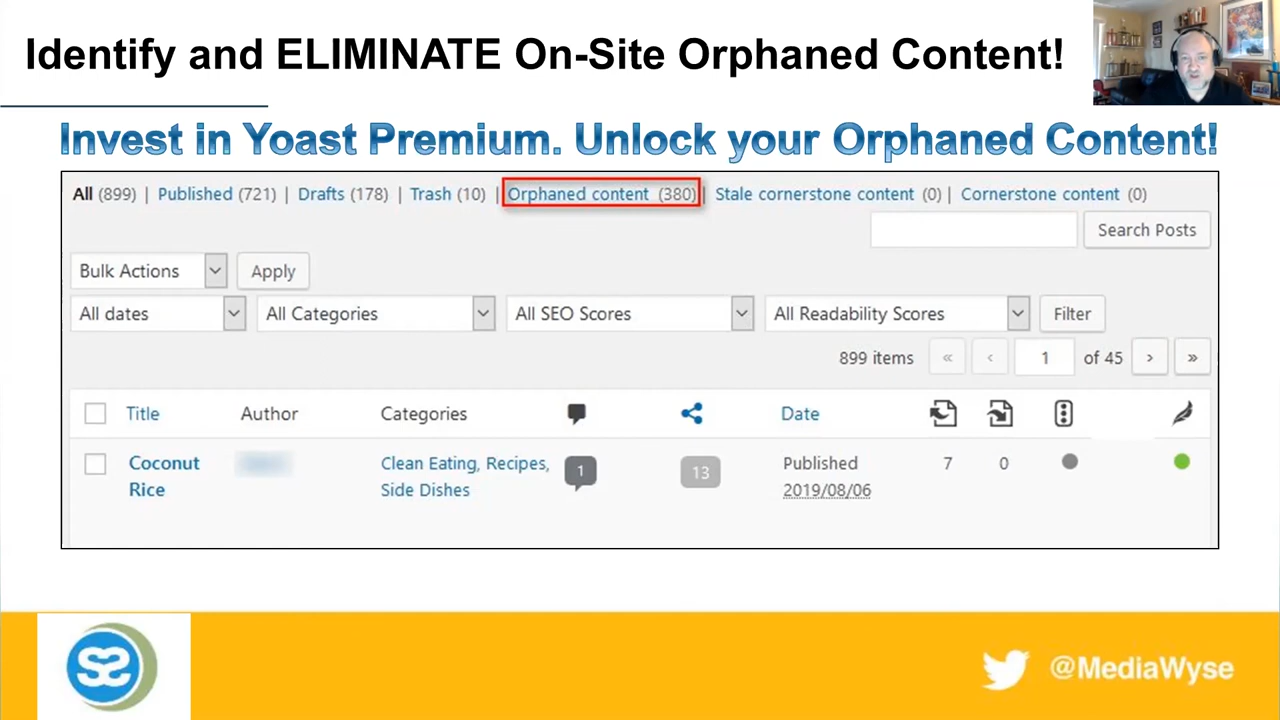 Identify and ELIMINATE On-Site Orphaned Content!
Invest in Yoast Premium. Unlock your Orphaned Content!
All (899) | Published (721) | Drafts (178) | Trash (10) | Orphaned content (380) | Stale cornerstone content (0) | Cornerstone content (0)
Search Posts
Bulk Actions Apply
All dates All Categories All SEO Scores All Readability Scores Filter
899 items « ‹ 1 of 45 › »
Title Author Categories Date
Coconut Rice
Clean Eating, Recipes, Side Dishes
1
13
Published 2019/08/06
7
0
@MediaWyse